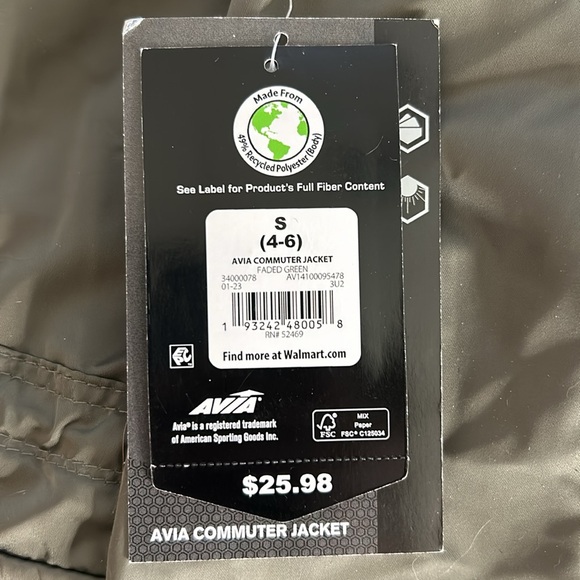 Made From
49% Recycled Polyester (Body)
See Label for Product's Full Fiber Content
S
(4-6)
AVIA COMMUTER JACKET
FADED GREEN
34000078 AV14100095478
01-23 3U2
1 93242 48005 8
RN# 52469
Find more at Walmart.com
AVIA
Avia® is a registered trademark
of American Sporting Goods Inc.
FSC
MIX
Paper
FSC® C125034
$25.98
AVIA COMMUTER JACKET